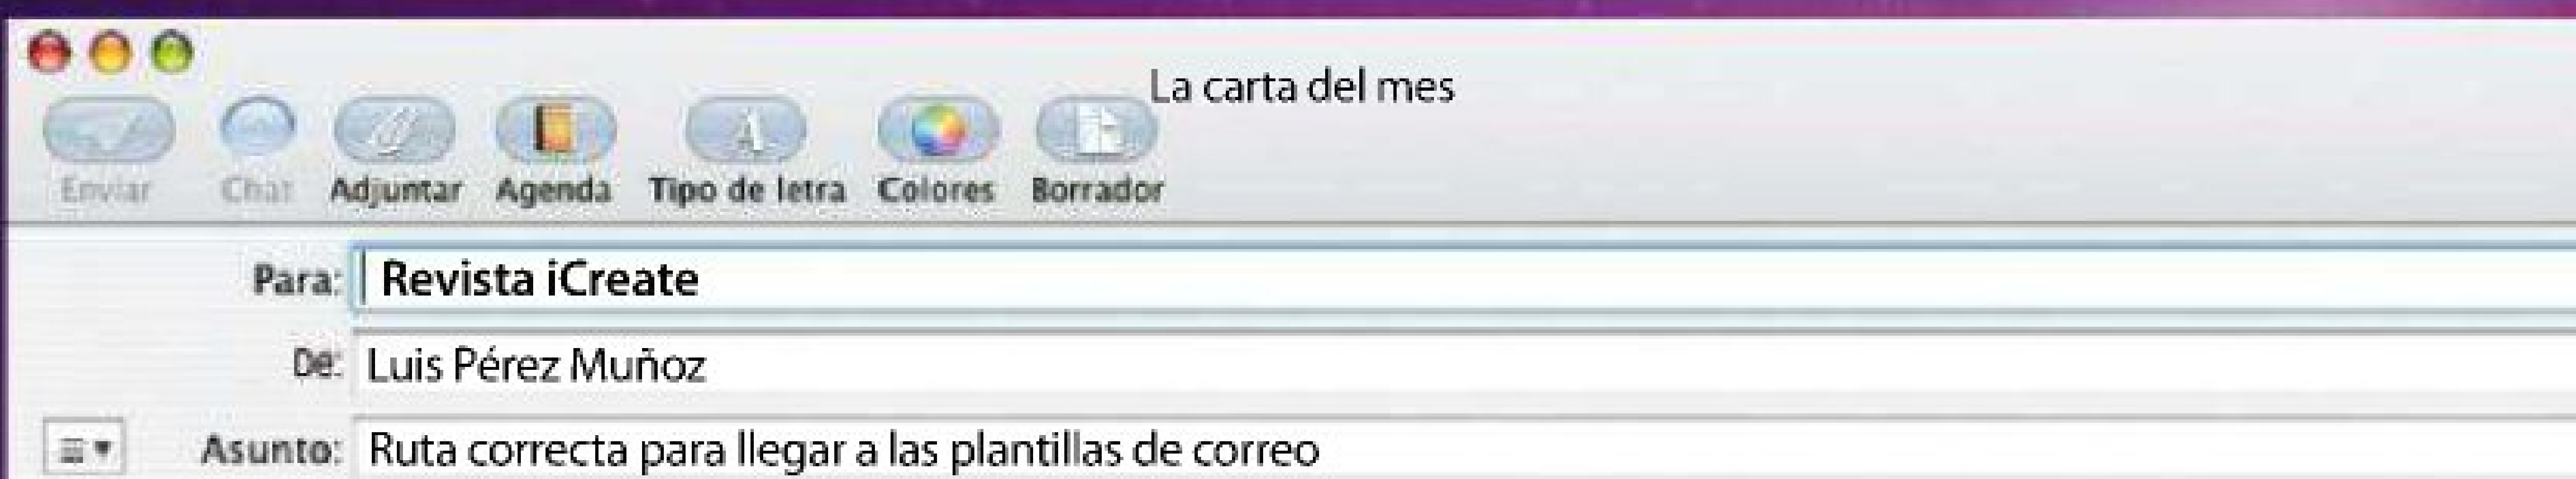 La carta del mes
Enviar Chat Adjuntar Agenda Tipo de letra Colores Borrador
Para: Revista iCreate
De: Luis Pérez Muñoz
Asunto: Ruta correcta para llegar a las plantillas de correo